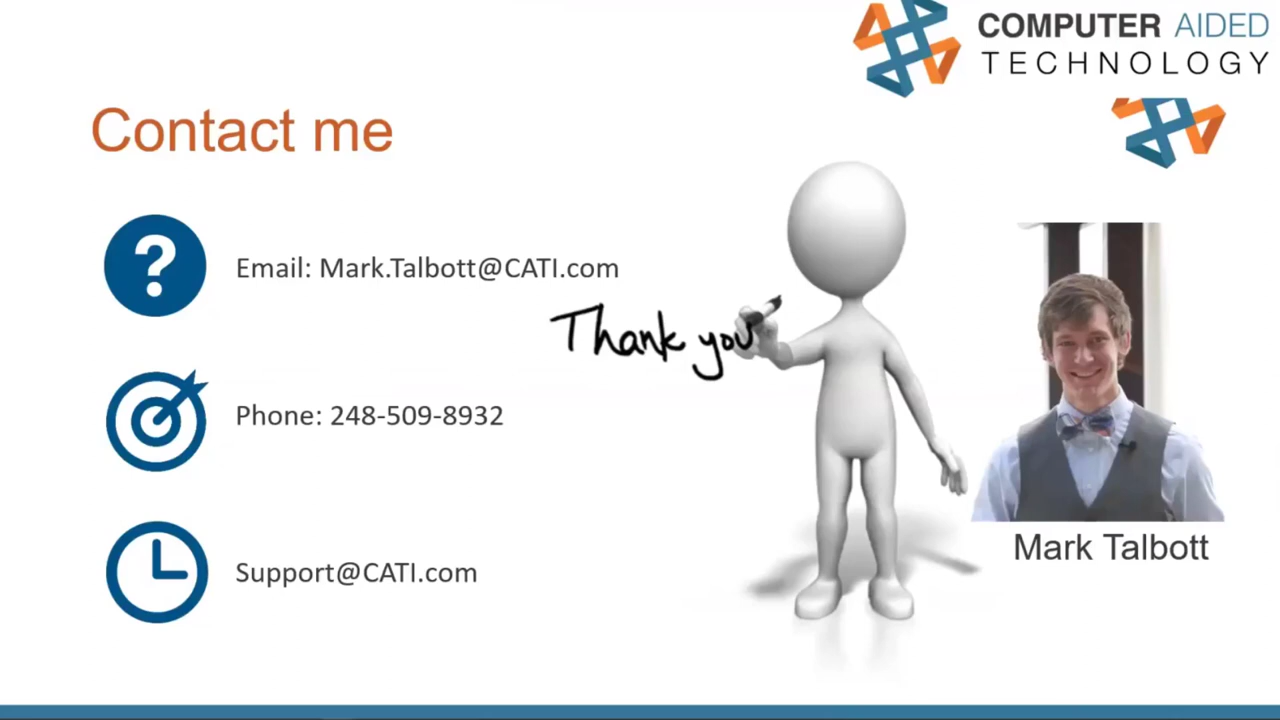 COMPUTER AIDED
TECHNOLOGY
Contact me
Email: Mark.Talbott@CATI.com
Thank you
Phone: 248-509-8932
Support@CATI.com
Mark Talbott